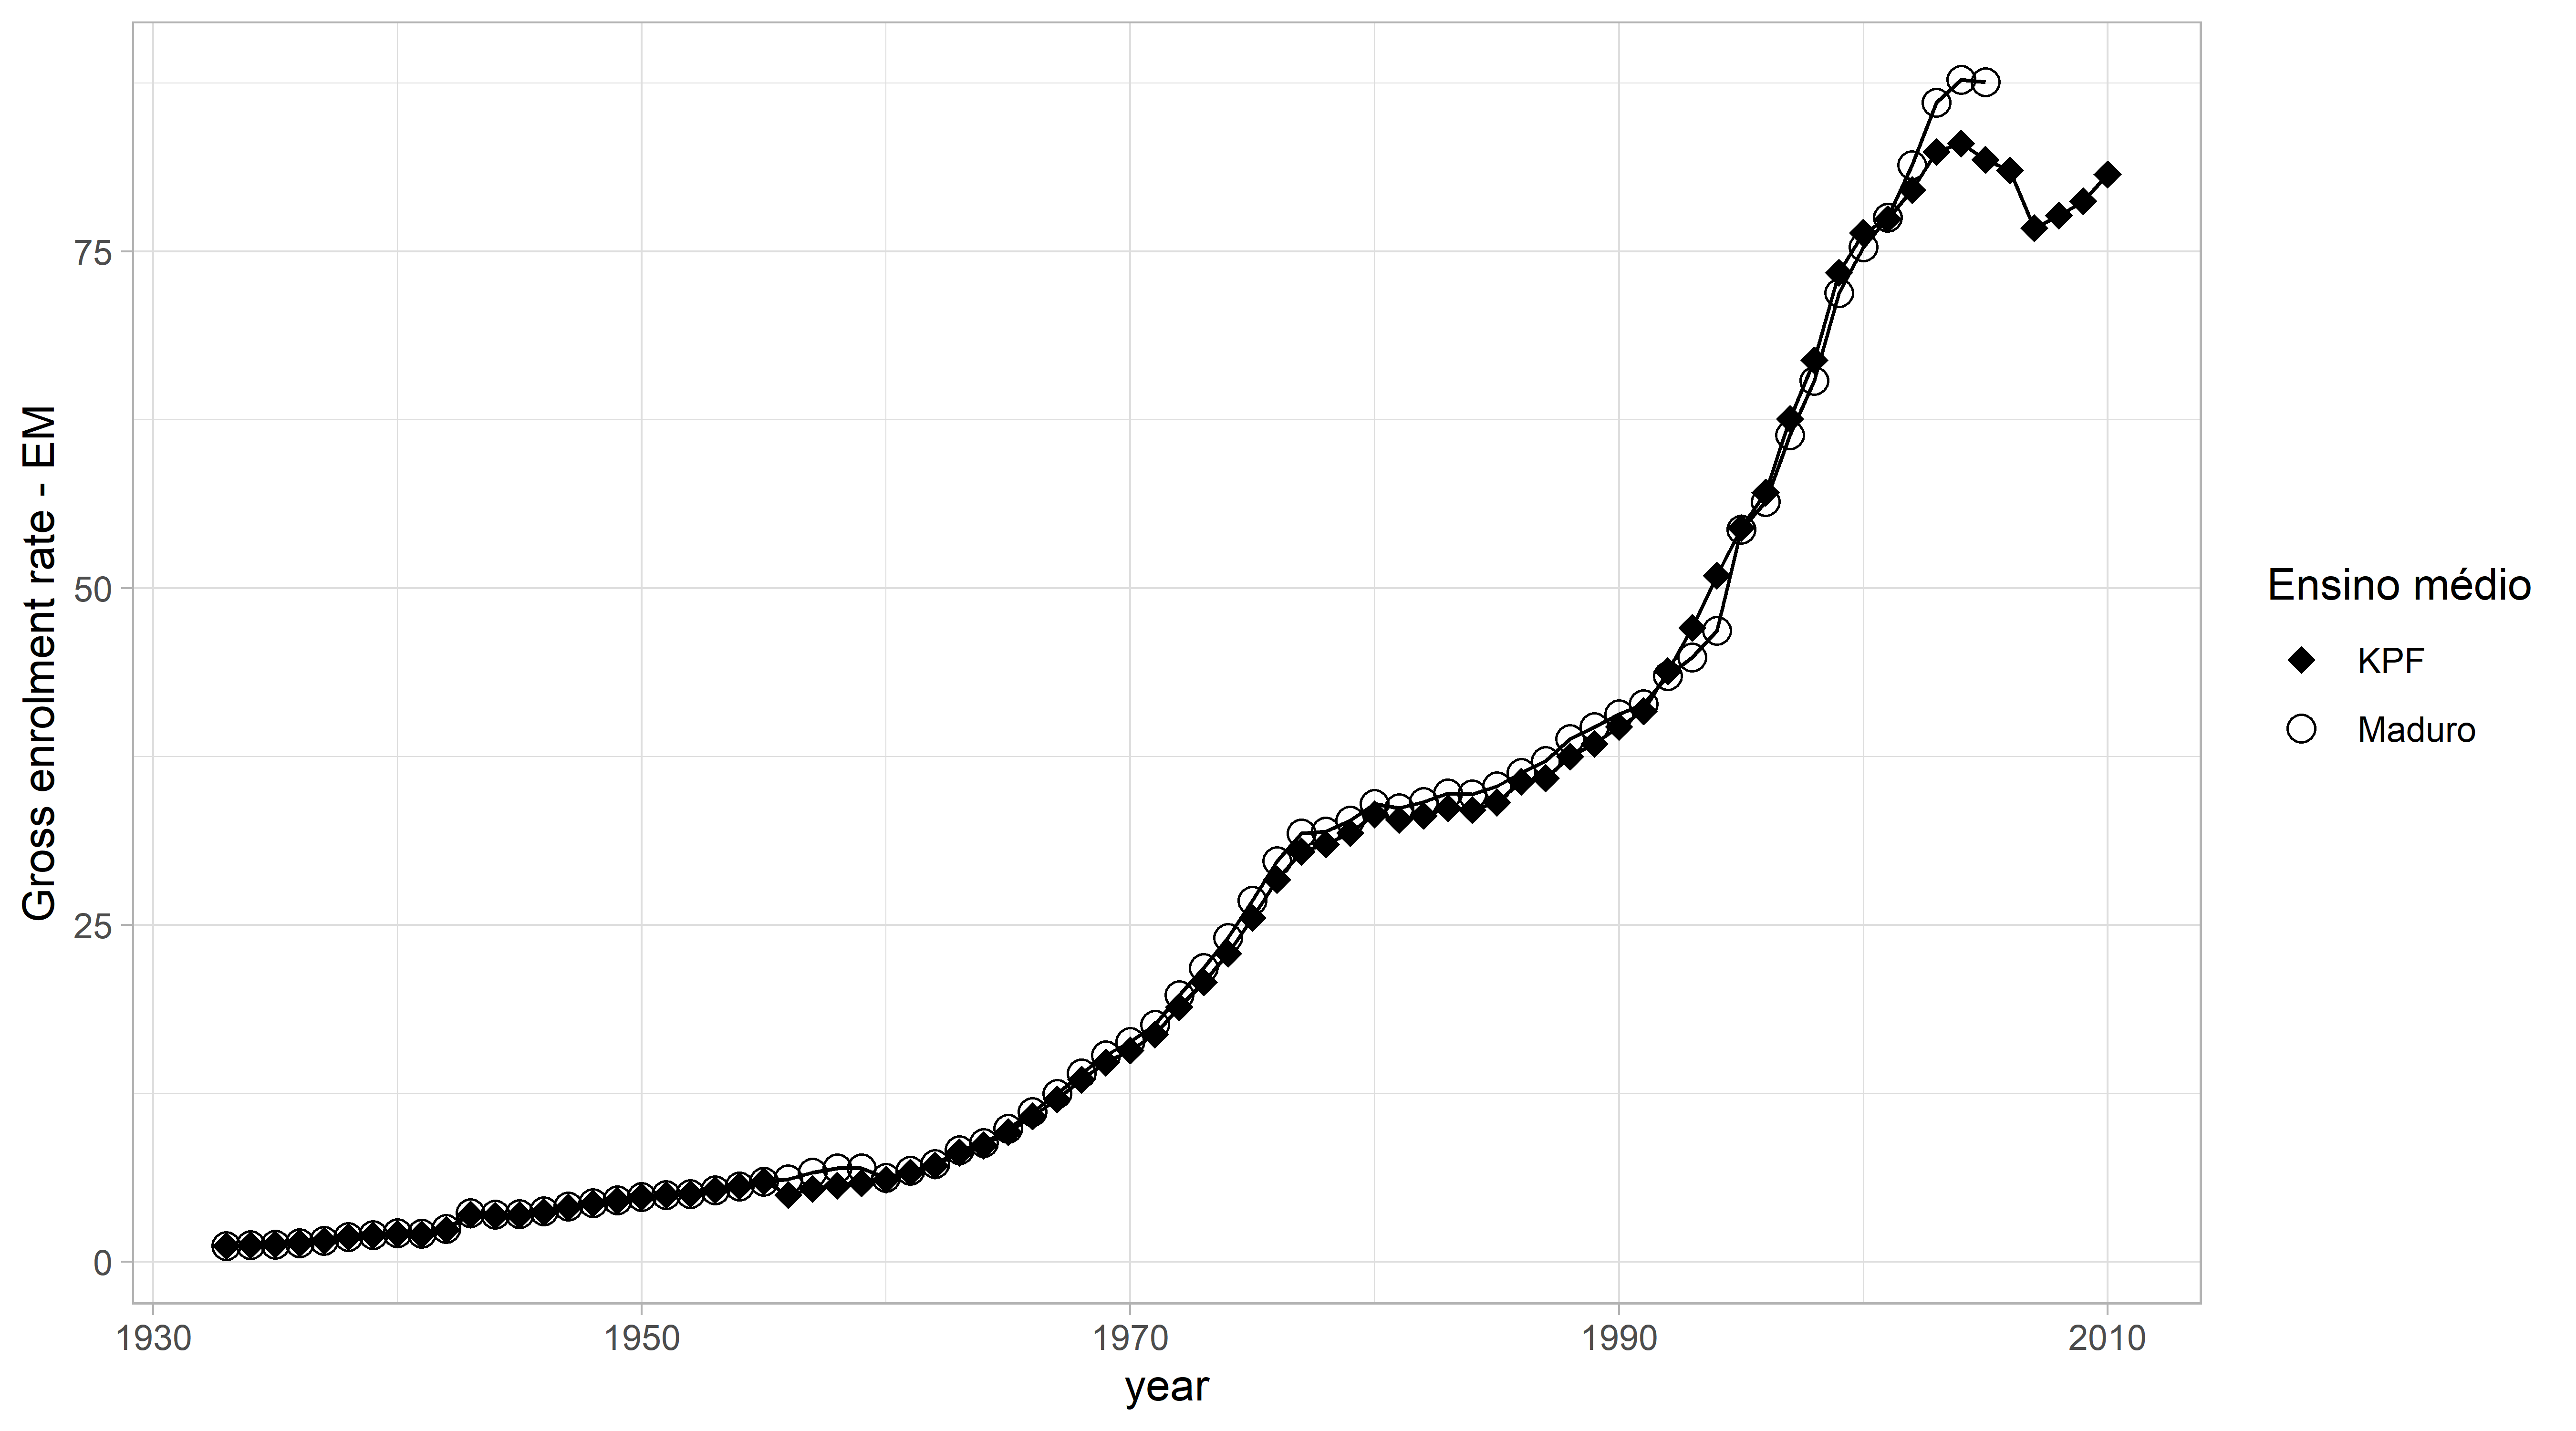 Gross enrolment rate - EM
75
50
25
0
1930
1950
1970
1990
2010
year
Ensino médio
KPF
Maduro